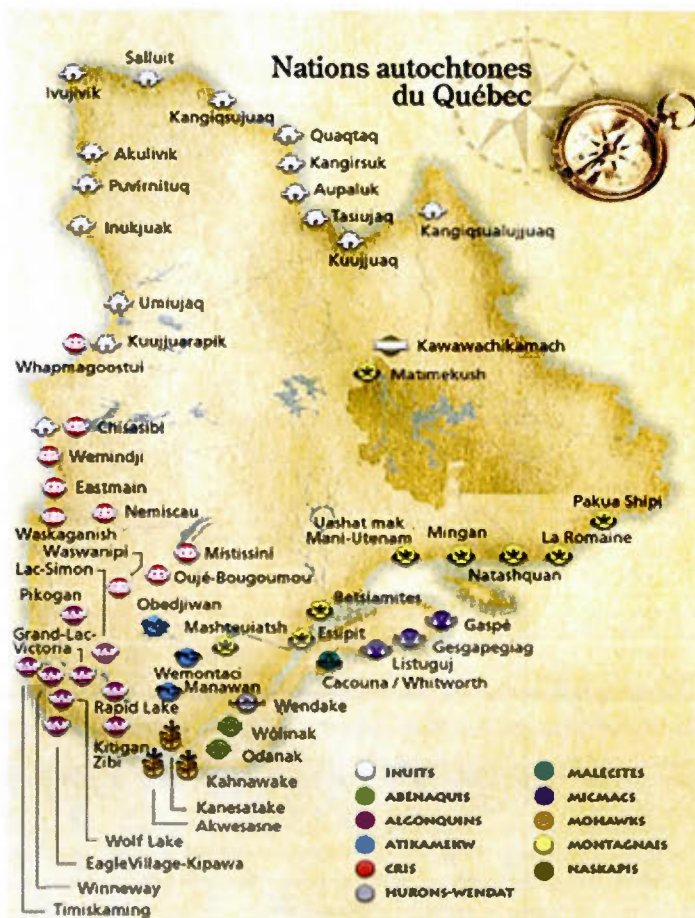 Nations autochtones
du Québec
Salluit
Ivujivik
Kangiqsujuaq
Quaqtaq
Akulivik
Kangirsuk
Puvirnituq
Aupaluk
Tasiujaq
Inukjuak
Kangiqsualujjuaq
Kuujjuaq
Umiujaq
Kuujjuarapik
Whapmagoostui
Kawawachikamach
Matimekush
Chisasibi
Wemindji
Eastmain
Nemiscau
Waskaganish
Pakua Shipi
Uashat mak
Mani-Utenam
Mingan
La Romaine
Natashquan
Waswanipi
Mistissini
Lac-Simon
Oujé-Bougoumou
Pikogan
Obedjiwan
Betsiamites
Mashteuiatsh
Essipit
Gaspé
Gesgapegiag
Listuguj
Grand-Lac-
Victoria
Wemontaci
Cacouna / Whitworth
Manawan
Rapid Lake
Wendake
Kitigan
Zibi
Wôlinak
Odanak
Kahnawake
Kanesatake
Akwesasne
Wolf Lake
EagleVillage-Kipawa
Winneway
Timiskaming
INUITS
ABÉNAQUIS
ALGONQUINS
ATIKAMEKW
CRIS
HURONS-WENDAT
MALÉCITES
MICMACS
MOHAWKS
MONTAGNAIS
NASKAPIS